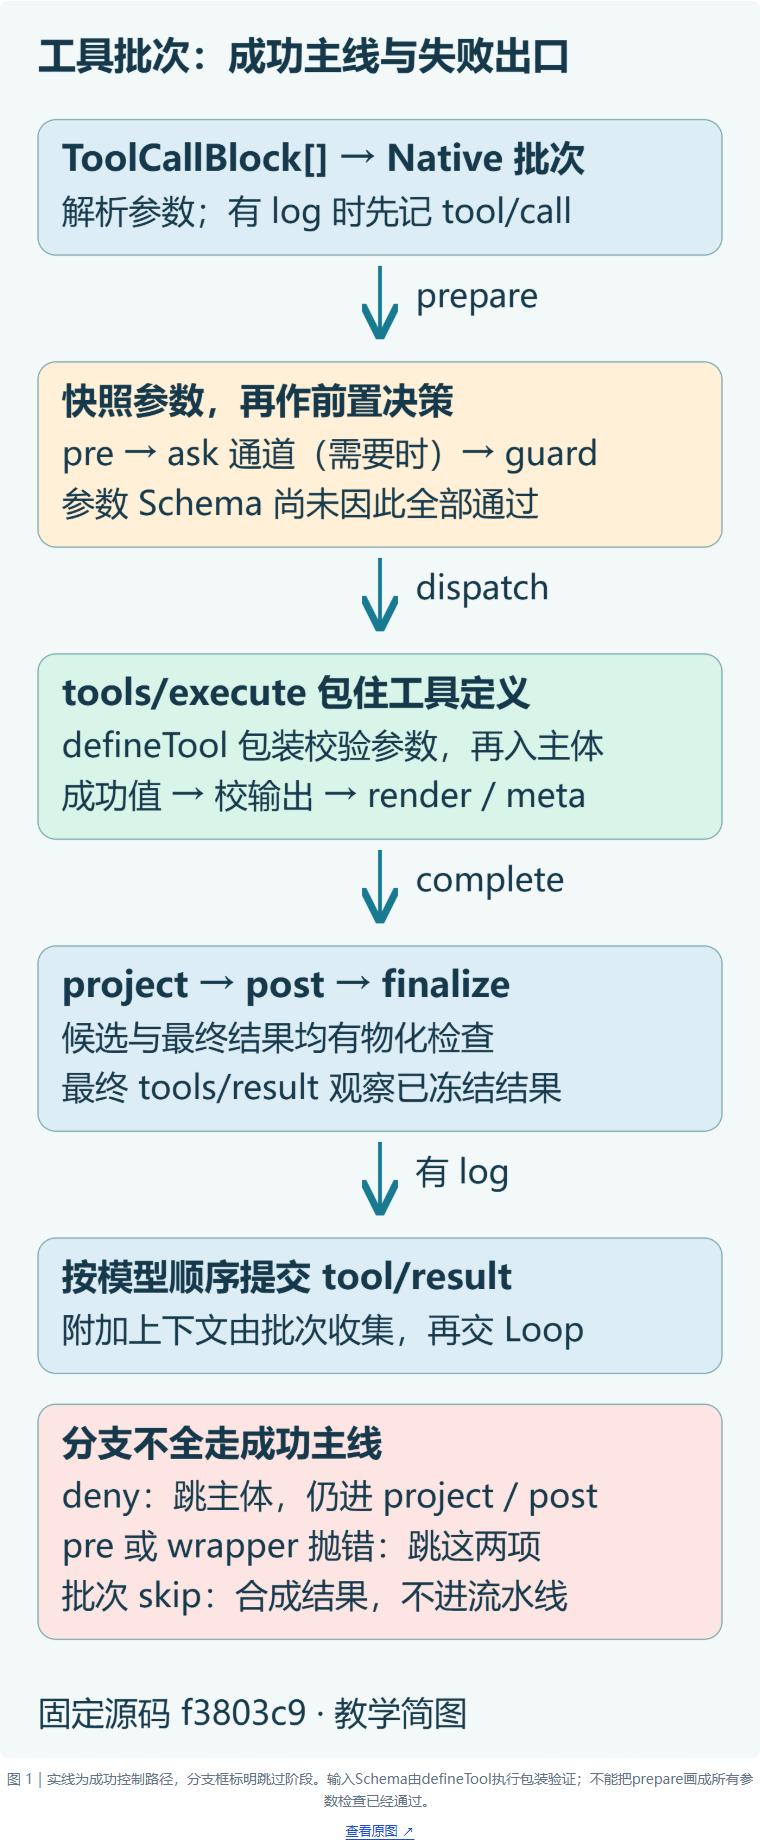 工具批次：成功主线与失败出口
ToolCallBlock[] → Native 批次
解析参数；有 log 时先记 tool/call
prepare
快照参数，再作前置决策
pre → ask 通道（需要时）→ guard
参数 Schema 尚未因此全部通过
dispatch
tools/execute 包住工具定义
defineTool 包装校验参数，再入主体
成功值 → 校输出 → render / meta
complete
project → post → finalize
候选与最终结果均有物化检查
最终 tools/result 观察已冻结结果
有 log
按模型顺序提交 tool/result
附加上下文由批次收集，再交 Loop
分支不全走成功主线
deny：跳主体，仍进 project / post
pre 或 wrapper 抛错：跳这两项
批次 skip：合成结果，不进流水线
固定源码 f3803c9 · 教学简图
图 1｜实线为成功控制路径，分支框标明跳过阶段。输入Schema由defineTool执行包装验证；不能把prepare画成所有参
数检查已经通过。
查看原图 ↗